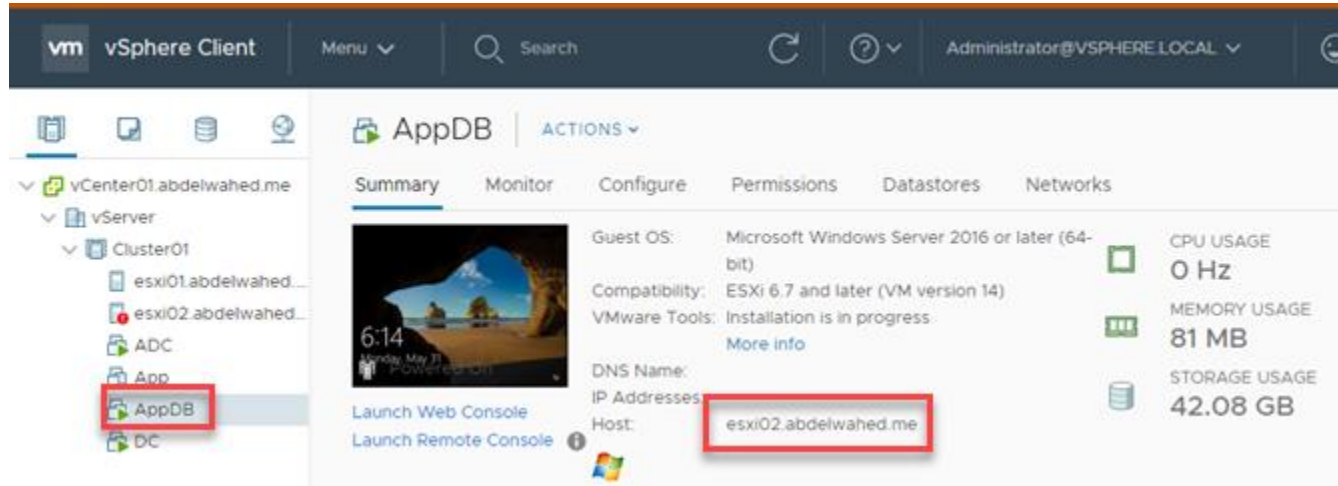 vm vSphere Client Menu Search Administrator@VSPHERE.LOCAL
AppDB ACTIONS
vCenter01.abdelwahed.me
vServer
Cluster01
esxi01.abdelwahed....
esxi02.abdelwahed...
ADC
App
AppDB
DC
Summary Monitor Configure Permissions Datastores Networks
6:14
Monday, May 31
Powered On
Launch Web Console
Launch Remote Console
Guest OS: Microsoft Windows Server 2016 or later (64-
bit)
Compatibility: ESXi 6.7 and later (VM version 14)
VMware Tools: Installation is in progress
More info
DNS Name:
IP Addresses:
Host: esxi02.abdelwahed.me
CPU USAGE
0 Hz
MEMORY USAGE
81 MB
STORAGE USAGE
42.08 GB